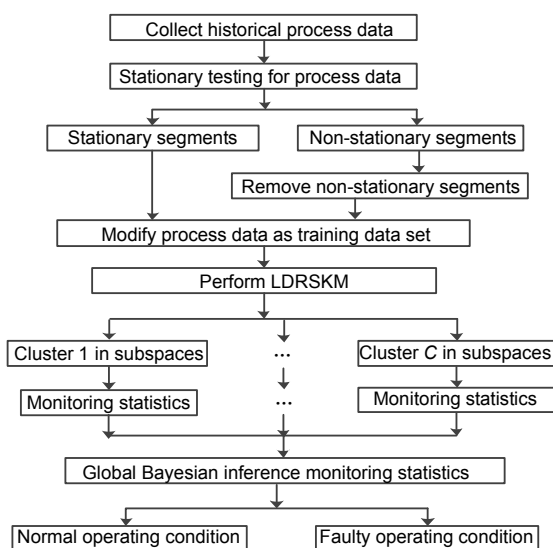 Collect historical process data
Stationary testing for process data
Stationary segments
Non-stationary segments
Remove non-stationary segments
Modify process data as training data set
Perform LDRSKM
Cluster 1 in subspaces
...
Cluster C in subspaces
Monitoring statistics
...
Monitoring statistics
Global Bayesian inference monitoring statistics
Normal operating condition
Faulty operating condition